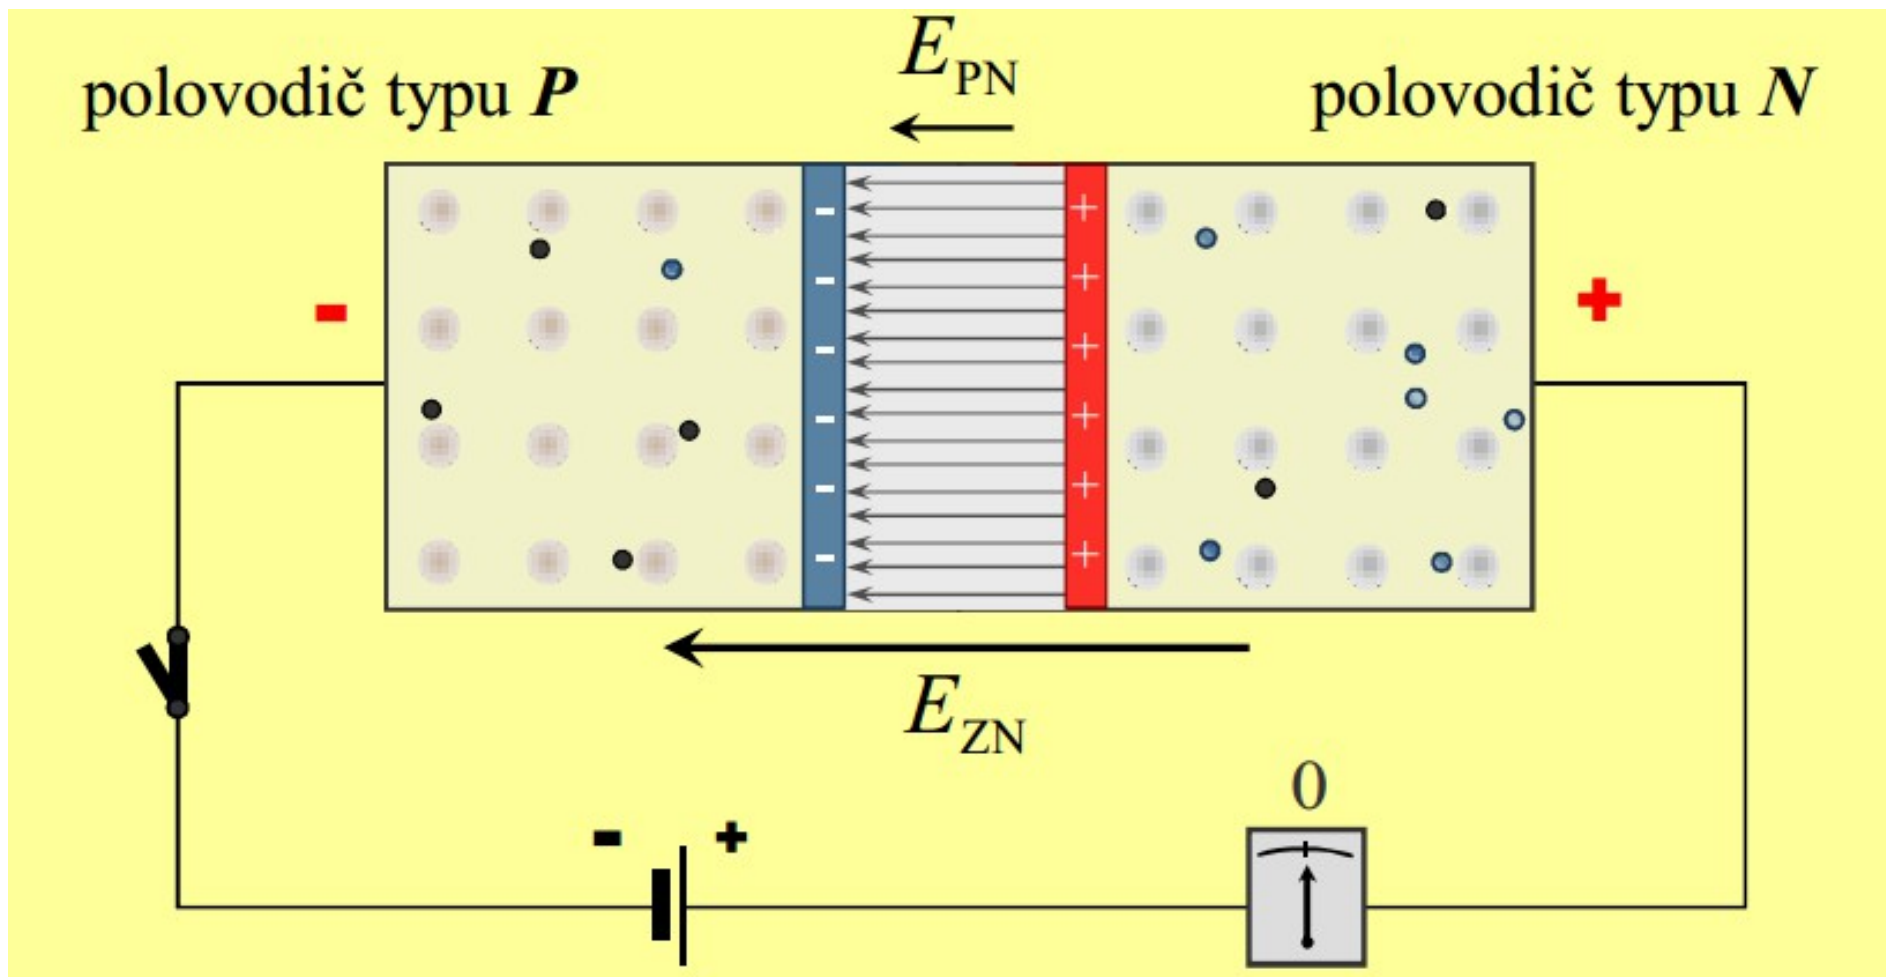 E_PN
polovodič typu P
polovodič typu N
- - - - - -
+ + + + + +
-
+
E_ZN
0
- +